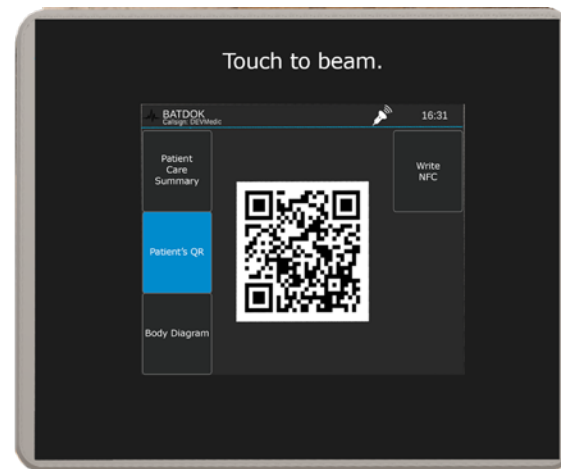 Touch to beam.
BATDOK
Callsign: DEVMedic
16:31
Patient
Care
Summary
Write
NFC
Patient's QR
Body Diagram